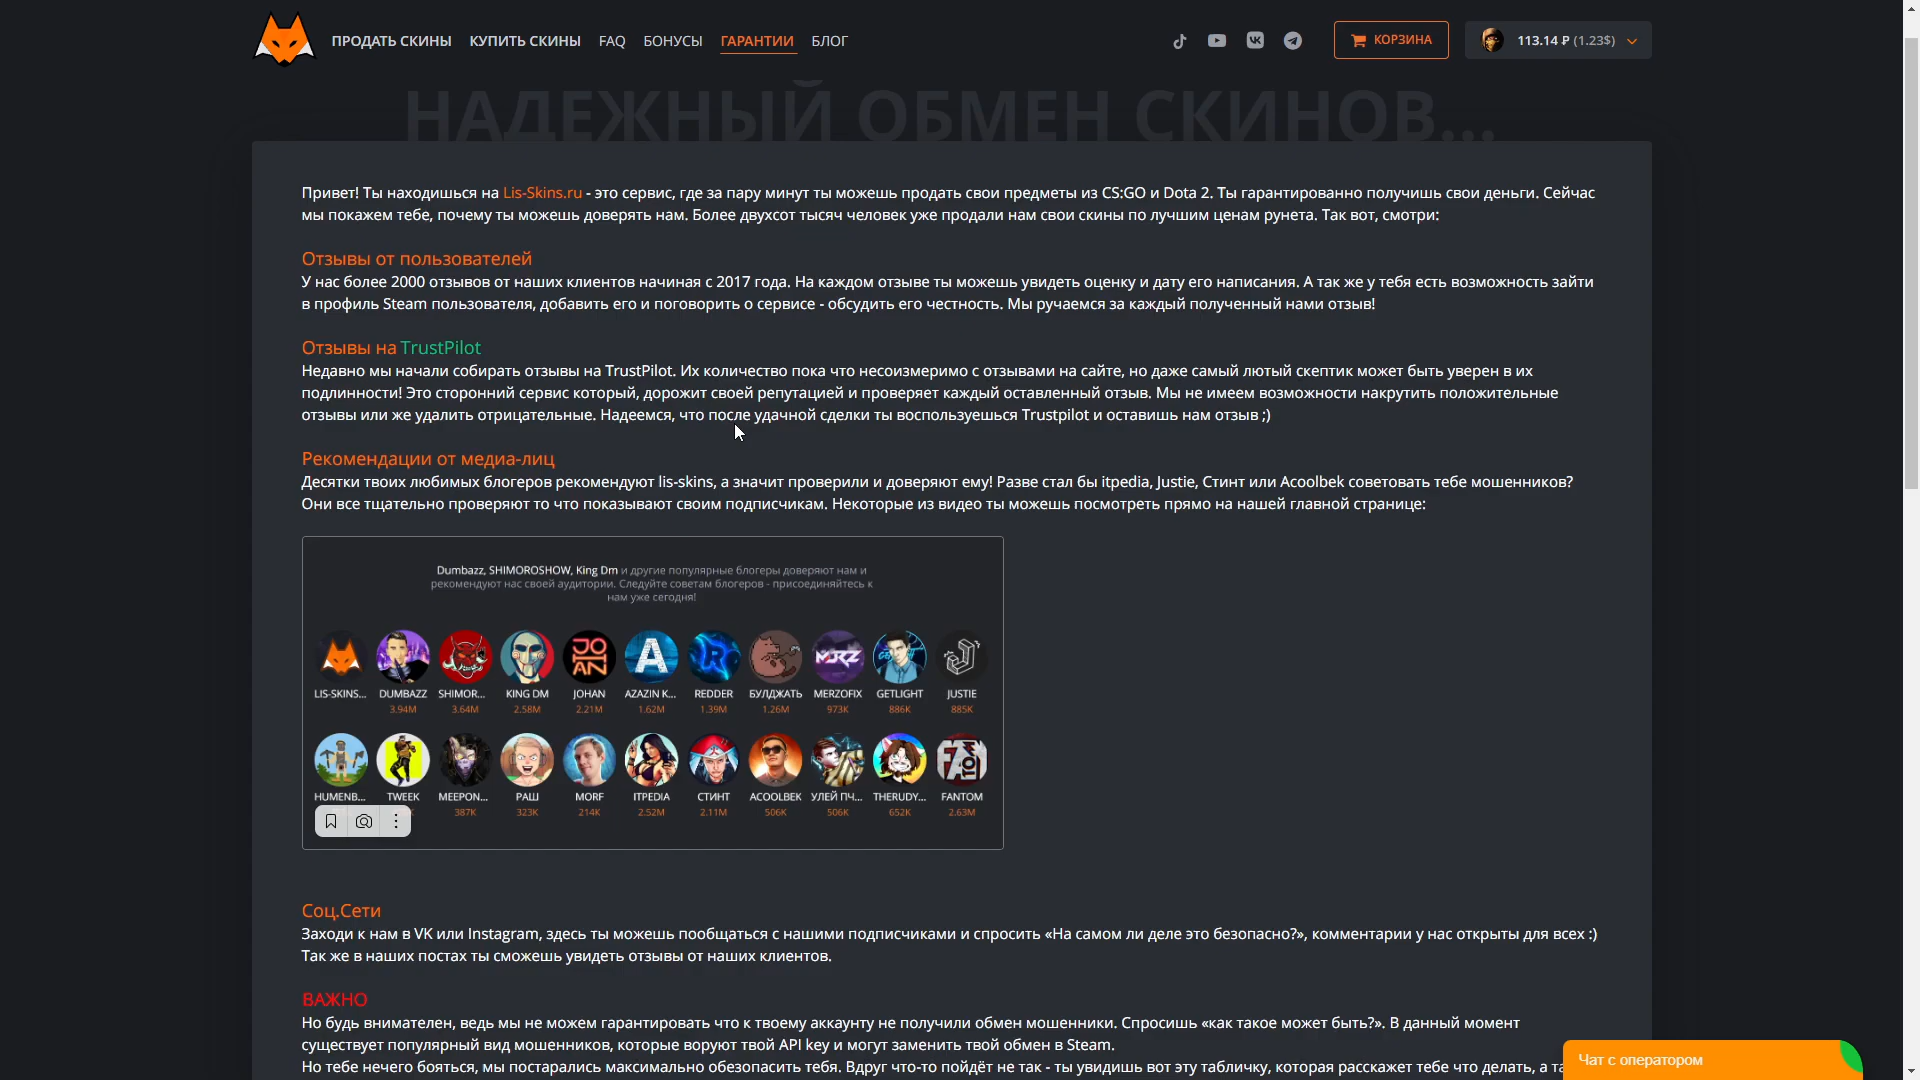 ПРОДАТЬ СКИНЫ КУПИТЬ СКИНЫ FAQ БОНУСЫ ГАРАНТИИ БЛОГ КОРЗИНА 113.14 ₽ (1.23$)
НАДЕЖНЫЙ ОБМЕН СКИНОВ...
Привет! Ты находишься на Lis-Skins.ru - это сервис, где за пару минут ты можешь продать свои предметы из CS:GO и Dota 2. Ты гарантированно получишь свои деньги. Сейчас
мы покажем тебе, почему ты можешь доверять нам. Более двухсот тысяч человек уже продали нам свои скины по лучшим ценам рунета. Так вот, смотри:
Отзывы от пользователей
У нас более 2000 отзывов от наших клиентов начиная с 2017 года. На каждом отзыве ты можешь увидеть оценку и дату его написания. А так же у тебя есть возможность зайти
в профиль Steam пользователя, добавить его и поговорить о сервисе - обсудить его честность. Мы ручаемся за каждый полученный нами отзыв!
Отзывы на TrustPilot
Недавно мы начали собирать отзывы на TrustPilot. Их количество пока что несоизмеримо с отзывами на сайте, но даже самый лютый скептик может быть уверен в их
подлинности! Это сторонний сервис который, дорожит своей репутацией и проверяет каждый оставленный отзыв. Мы не имеем возможности накрутить положительные
отзывы или же удалить отрицательные. Надеемся, что после удачной сделки ты воспользуешься Trustpilot и оставишь нам отзыв ;)
Рекомендации от медиа-лиц
Десятки твоих любимых блогеров рекомендуют lis-skins, а значит проверили и доверяют ему! Разве стал бы itpedia, Justie, Стинт или Acoolbek советовать тебе мошенников?
Они все тщательно проверяют то что показывают своим подписчикам. Некоторые из видео ты можешь посмотреть прямо на нашей главной странице:
Dumbazz, SHIMOROSHOW, King Dm и другие популярные блогеры доверяют нам и
рекомендуют нас своей аудитории. Следуйте советам блогеров - присоединяйтесь к
нам уже сегодня!
LIS-SKINS... DUMBAZZ SHIMOR... KING DM JOHAN AZAZIN K... REDDER БУЛДЖАТЬ MERZOFIX GETLIGHT JUSTIE
3.94M 3.64M 2.58M 2.21M 1.62M 1.39M 1.26M 973K 886K 885K
HUMENB... TWEEK MEEPON... РАШ MORF ITPEDIA СТИНТ ACOOLBEK УЛЕЙ ПЧ... THERUDY... FANTOM
387K 323K 214K 2.52M 2.11M 506K 506K 652K 2.63M
Соц.Сети
Заходи к нам в VK или Instagram, здесь ты можешь пообщаться с нашими подписчиками и спросить «На самом ли деле это безопасно?», комментарии у нас открыты для всех :)
Так же в наших постах ты сможешь увидеть отзывы от наших клиентов.
ВАЖНО
Но будь внимателен, ведь мы не можем гарантировать что к твоему аккаунту не получили обмен мошенники. Спросишь «как такое может быть?». В данный момент
существует популярный вид мошенников, которые воруют твой API key и могут заменить твой обмен в Steam.
Но тебе нечего бояться, мы постарались максимально обезопасить тебя. Вдруг что-то пойдёт не так - ты увидишь вот эту табличку, которая расскажет тебе что делать, а та
Чат с оператором